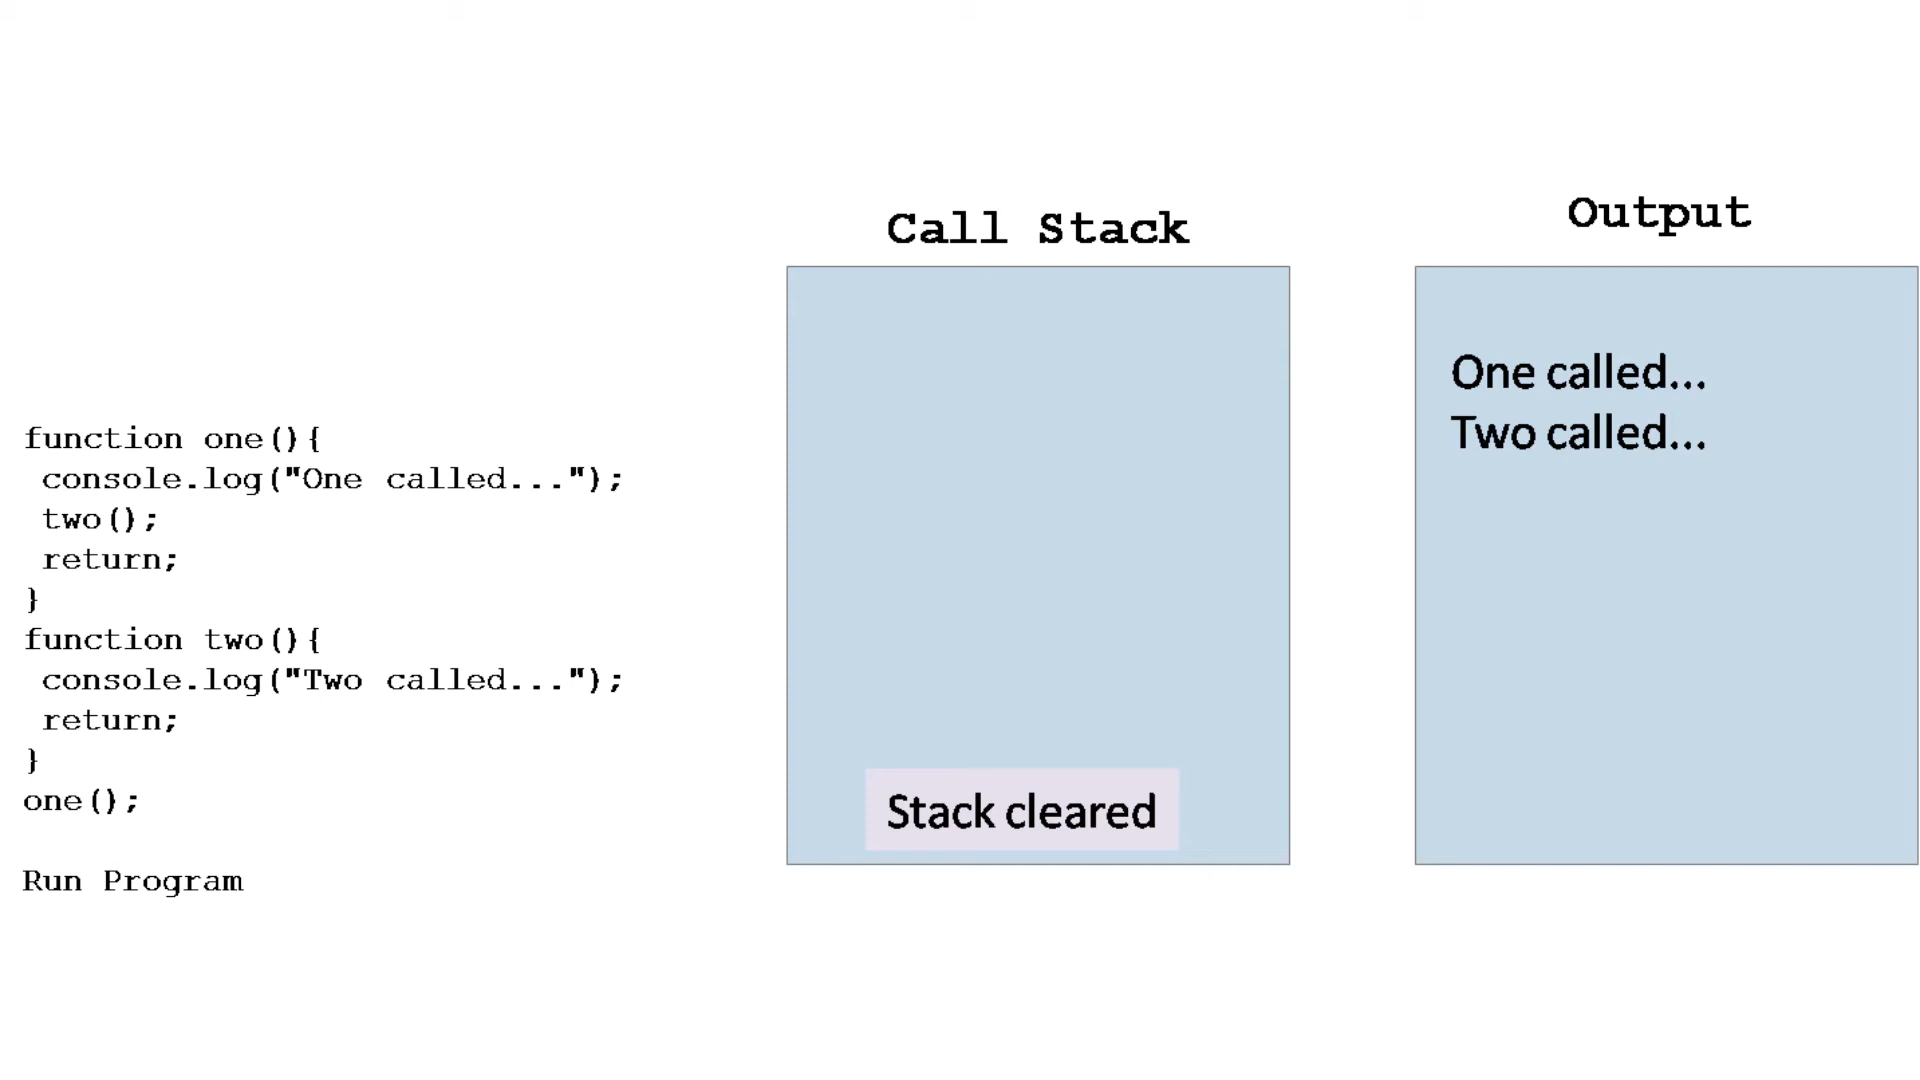 function one(){
console.log("One called...");
two();
return;
}
function two(){
console.log("Two called...");
return;
}
one();
Run Program
Call Stack
Stack cleared
Output
One called...
Two called...